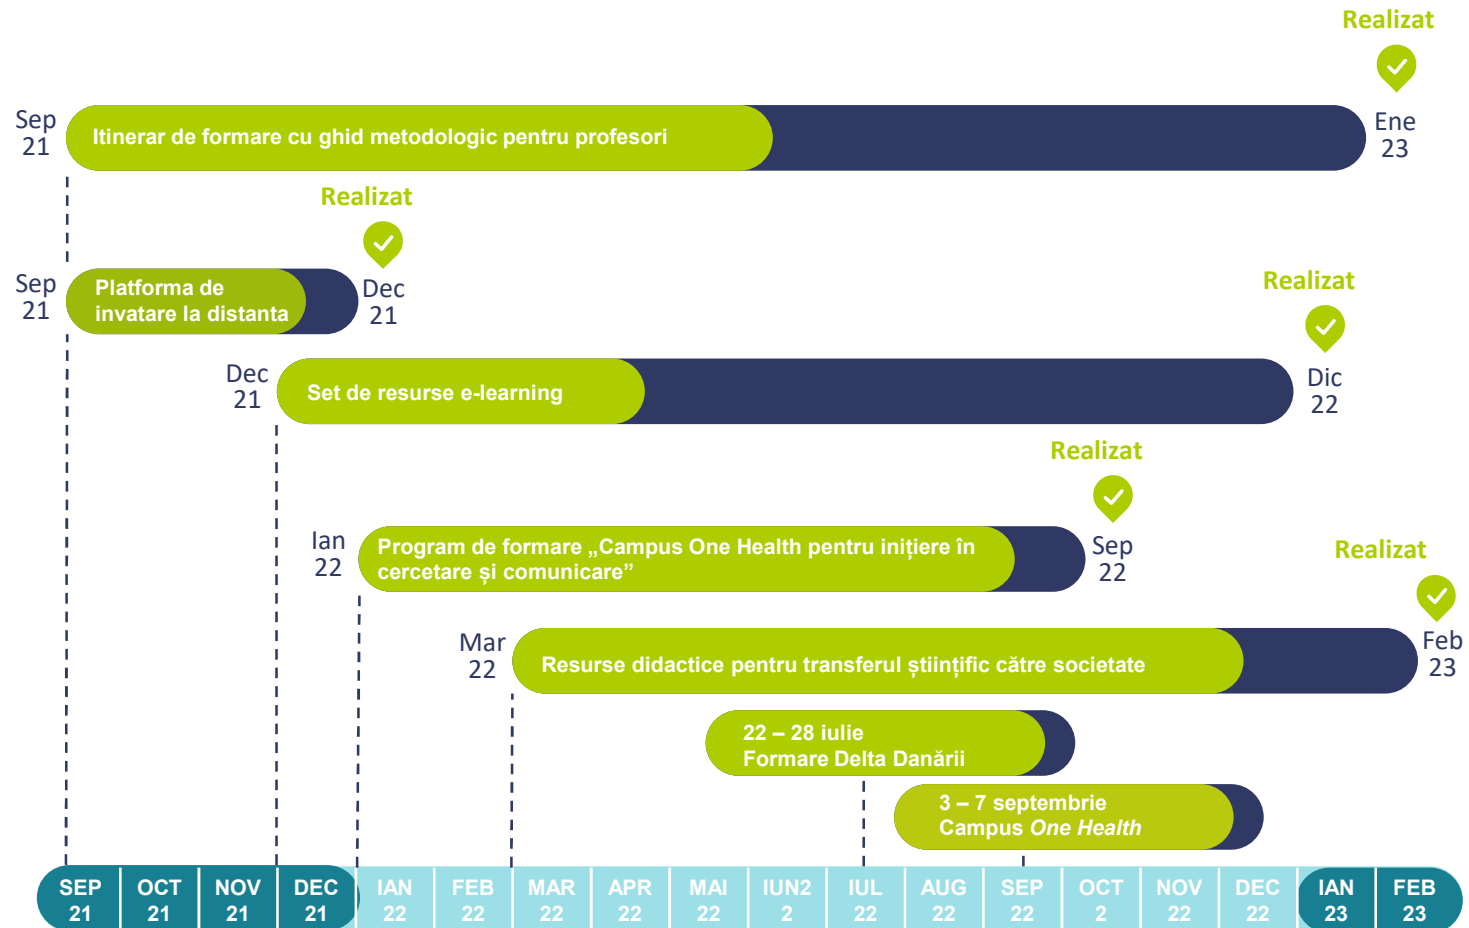 Realizat
Sep
21
Itinerar de formare cu ghid metodologic pentru profesori
Ene
23
Realizat
Sep
21
Platforma de
invatare la distanta
Dec
21
Realizat
Dec
21
Set de resurse e-learning
Dic
22
Realizat
Ian
22
Program de formare „Campus One Health pentru inițiere în
cercetare și comunicare”
Sep
22
Realizat
Mar
22
Resurse didactice pentru transferul științific către societate
Feb
23
22 – 28 iulie
Formare Delta Danării
3 – 7 septembrie
Campus One Health
SEP OCT NOV DEC IAN FEB MAR APR MAI IUN2 IUL AUG SEP OCT NOV DEC IAN FEB
21 21 21 21 22 22 22 22 22 2 22 22 22 2 22 22 23 23